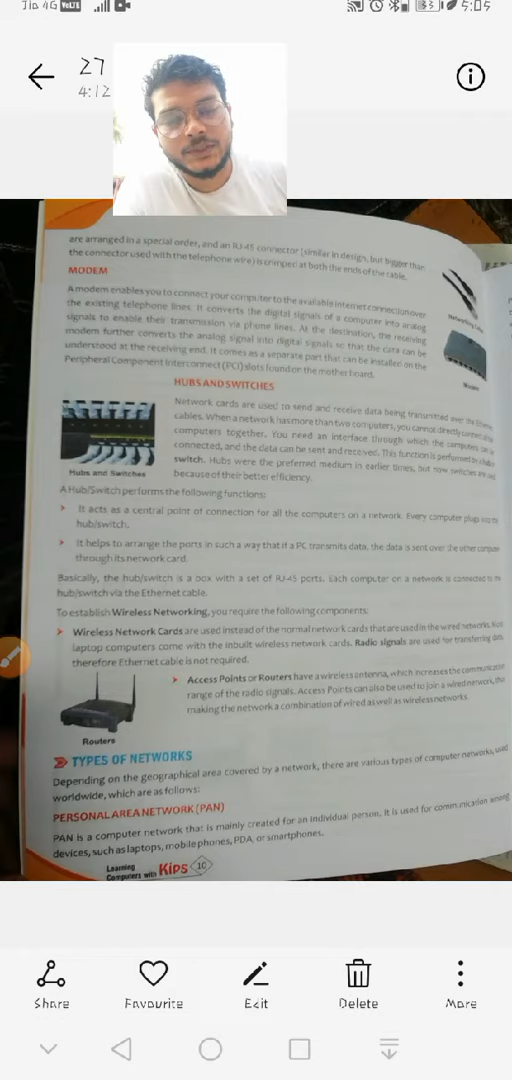 Jio 4G VoLTE 5:05
27
4:12
are arranged in a special order, and an RJ-45 connector (similar in design, but bigger than
the connector used with the telephone wire) is crimped at both the ends of the cable.
MODEM
A modem enables you to connect your computer to the available internet connection over
the existing telephone lines. It converts the digital signals of a computer into analog
signals to enable their transmission via phone lines. At the destination, the receiving
modem further converts the analog signal into digital signals so that the data can be
understood at the receiving end. It comes as a separate part that can be installed on the
Peripheral Component Interconnect (PCI) slots found on the motherboard.
Modem
HUBS AND SWITCHES
Network cards are used to send and receive data being transmitted over the Ethernet
cables. When a network has more than two computers, you cannot directly connect all
computers together. You need an interface through which the computers can be
connected, and the data can be sent and received. This function is performed by a hub or
switch. Hubs were the preferred medium in earlier times, but now switches are used
because of their better efficiency.
Hubs and Switches
A Hub/Switch performs the following functions:
It acts as a central point of connection for all the computers on a network. Every computer plugs into the
hub/switch.
It helps to arrange the ports in such a way that if a PC transmits data, the data is sent over the other computer
through its network card.
Basically, the hub/switch is a box with a set of RJ-45 ports. Each computer on a network is connected to the
hub/switch via the Ethernet cable.
To establish Wireless Networking, you require the following components:
Wireless Network Cards are used instead of the normal network cards that are used in the wired networks. Most
laptop computers come with the inbuilt wireless network cards. Radio signals are used for transferring data,
therefore Ethernet cable is not required.
Access Points or Routers have a wireless antenna, which increases the communication
range of the radio signals. Access Points can also be used to join a wired network, thus
making the network a combination of wired as well as wireless networks.
Routers
TYPES OF NETWORKS
Depending on the geographical area covered by a network, there are various types of computer networks, used
worldwide, which are as follows:
PERSONAL AREA NETWORK (PAN)
PAN is a computer network that is mainly created for an individual person. It is used for communication among
devices, such as laptops, mobile phones, PDA, or smartphones.
Learning
Computers with Kips 10
Share Favourite Edit Delete More